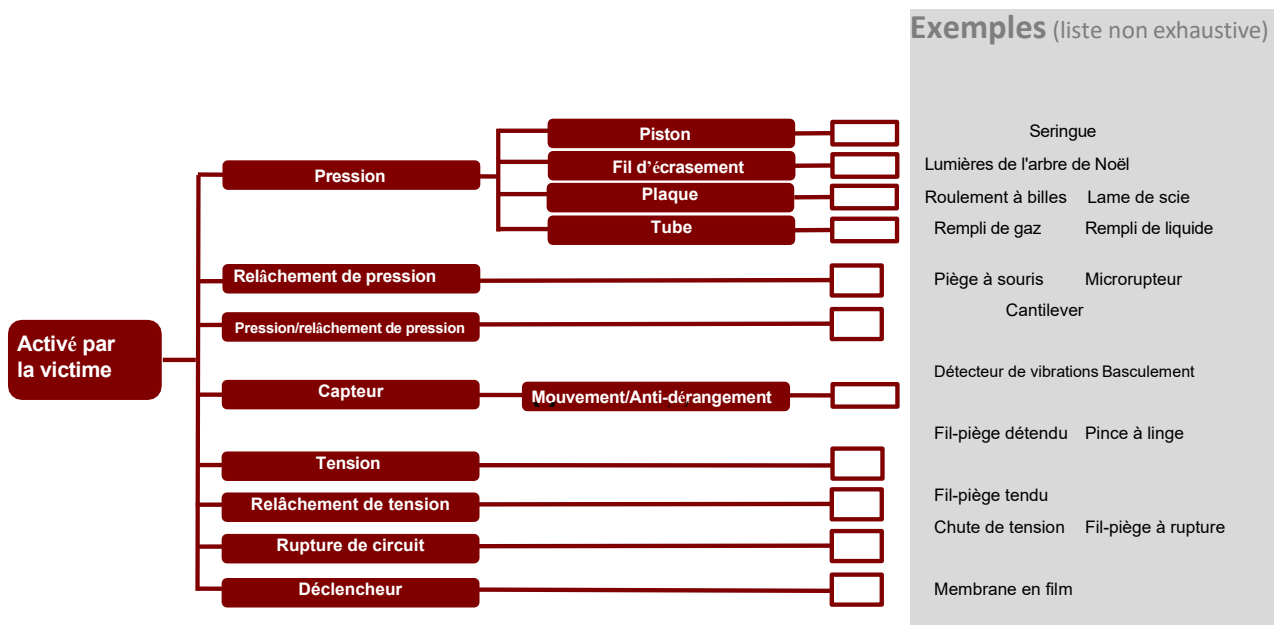 Exemples (liste non exhaustive)
Piston
Seringue
Fil d'écrasement
Lumières de l'arbre de Noël
Pression
Plaque
Roulement à billes Lame de scie
Tube
Rempli de gaz Rempli de liquide
Relâchement de pression
Piège à souris Microrupteur
Cantilever
Pression/relâchement de pression
Activé par
la victime
Détecteur de vibrations Basculement
Capteur
Mouvement/Anti-dérangement
Fil-piège détendu Pince à linge
Tension
Fil-piège tendu
Relâchement de tension
Chute de tension Fil-piège à rupture
Rupture de circuit
Déclencheur
Membrane en film